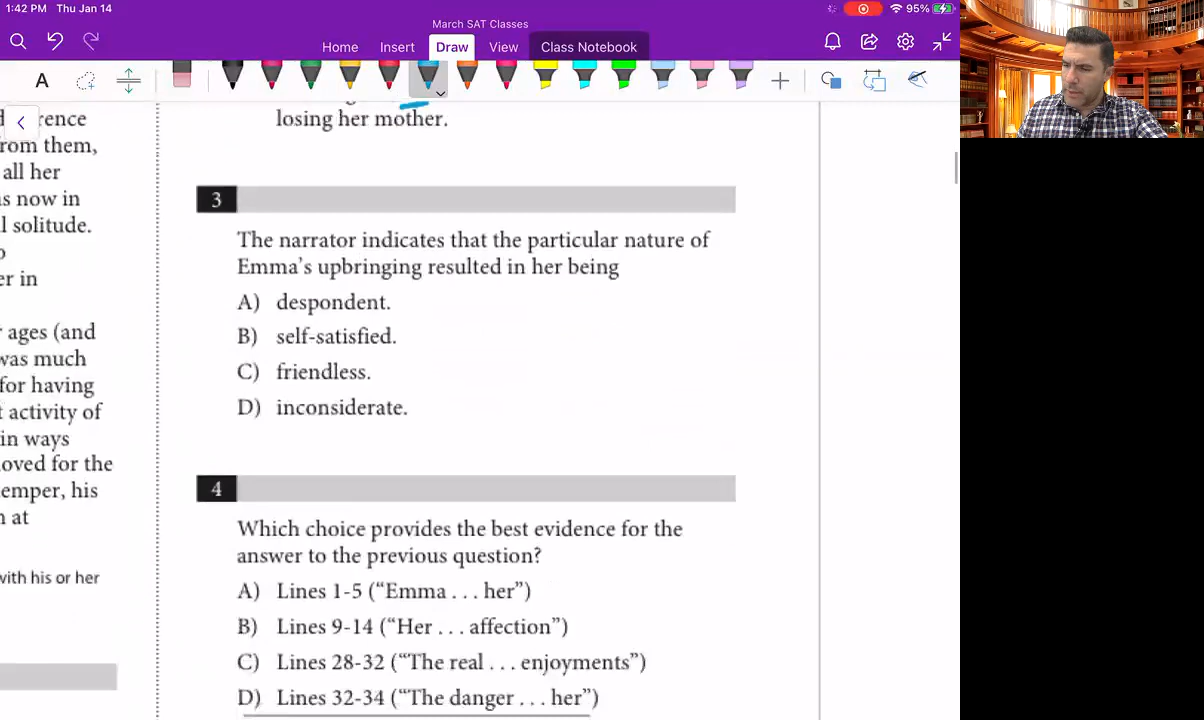 1:42 PM Thu Jan 14
95%
March SAT Classes
Home Insert Draw View Class Notebook
A
losing her mother.
rence
rom them,
all her
s now in
l solitude.
er in
ages (and
was much
for having
t activity of
in ways
oved for the
emper, his
n at
with his or her
3
The narrator indicates that the particular nature of
Emma's upbringing resulted in her being
A) despondent.
B) self-satisfied.
C) friendless.
D) inconsiderate.
4
Which choice provides the best evidence for the
answer to the previous question?
A) Lines 1-5 (“Emma . . . her”)
B) Lines 9-14 (“Her . . . affection”)
C) Lines 28-32 (“The real . . . enjoyments”)
D) Lines 32-34 (“The danger . . . her”)